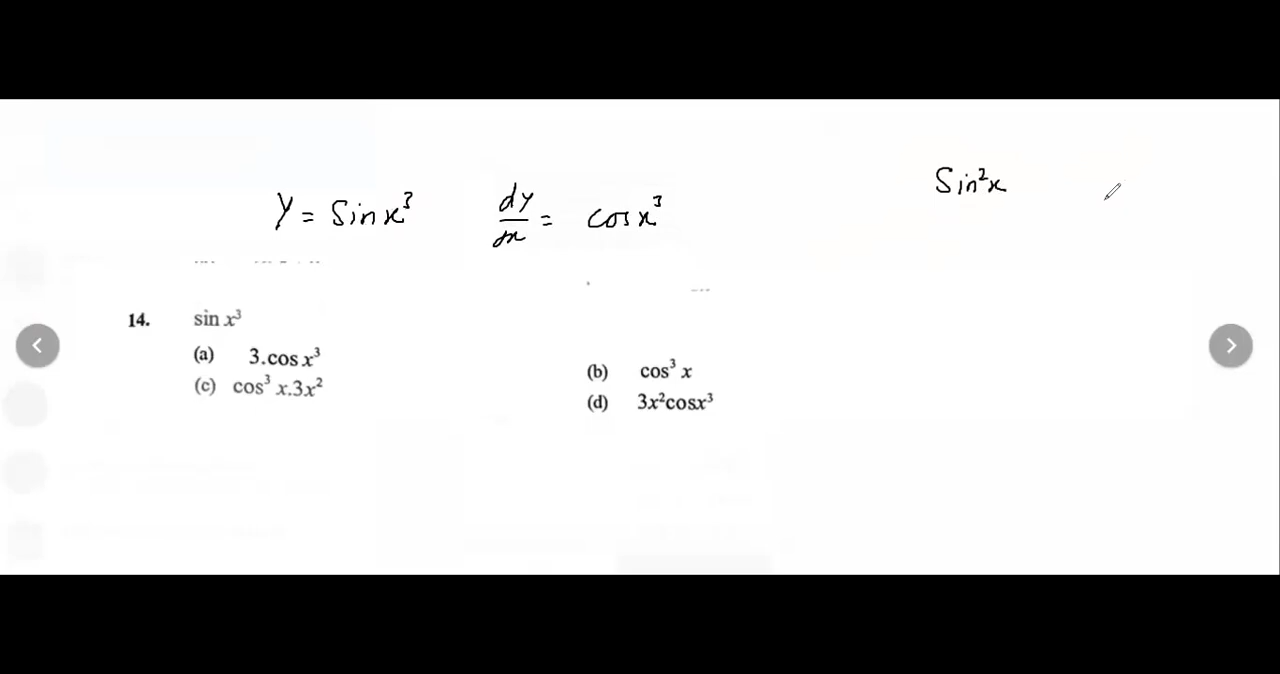 Sin²x
Y = Sin x³ dy/dx = cos x³
14. sin x³
(a) 3.cos x³ (b) cos³ x
(c) cos³ x.3x² (d) 3x²cosx³